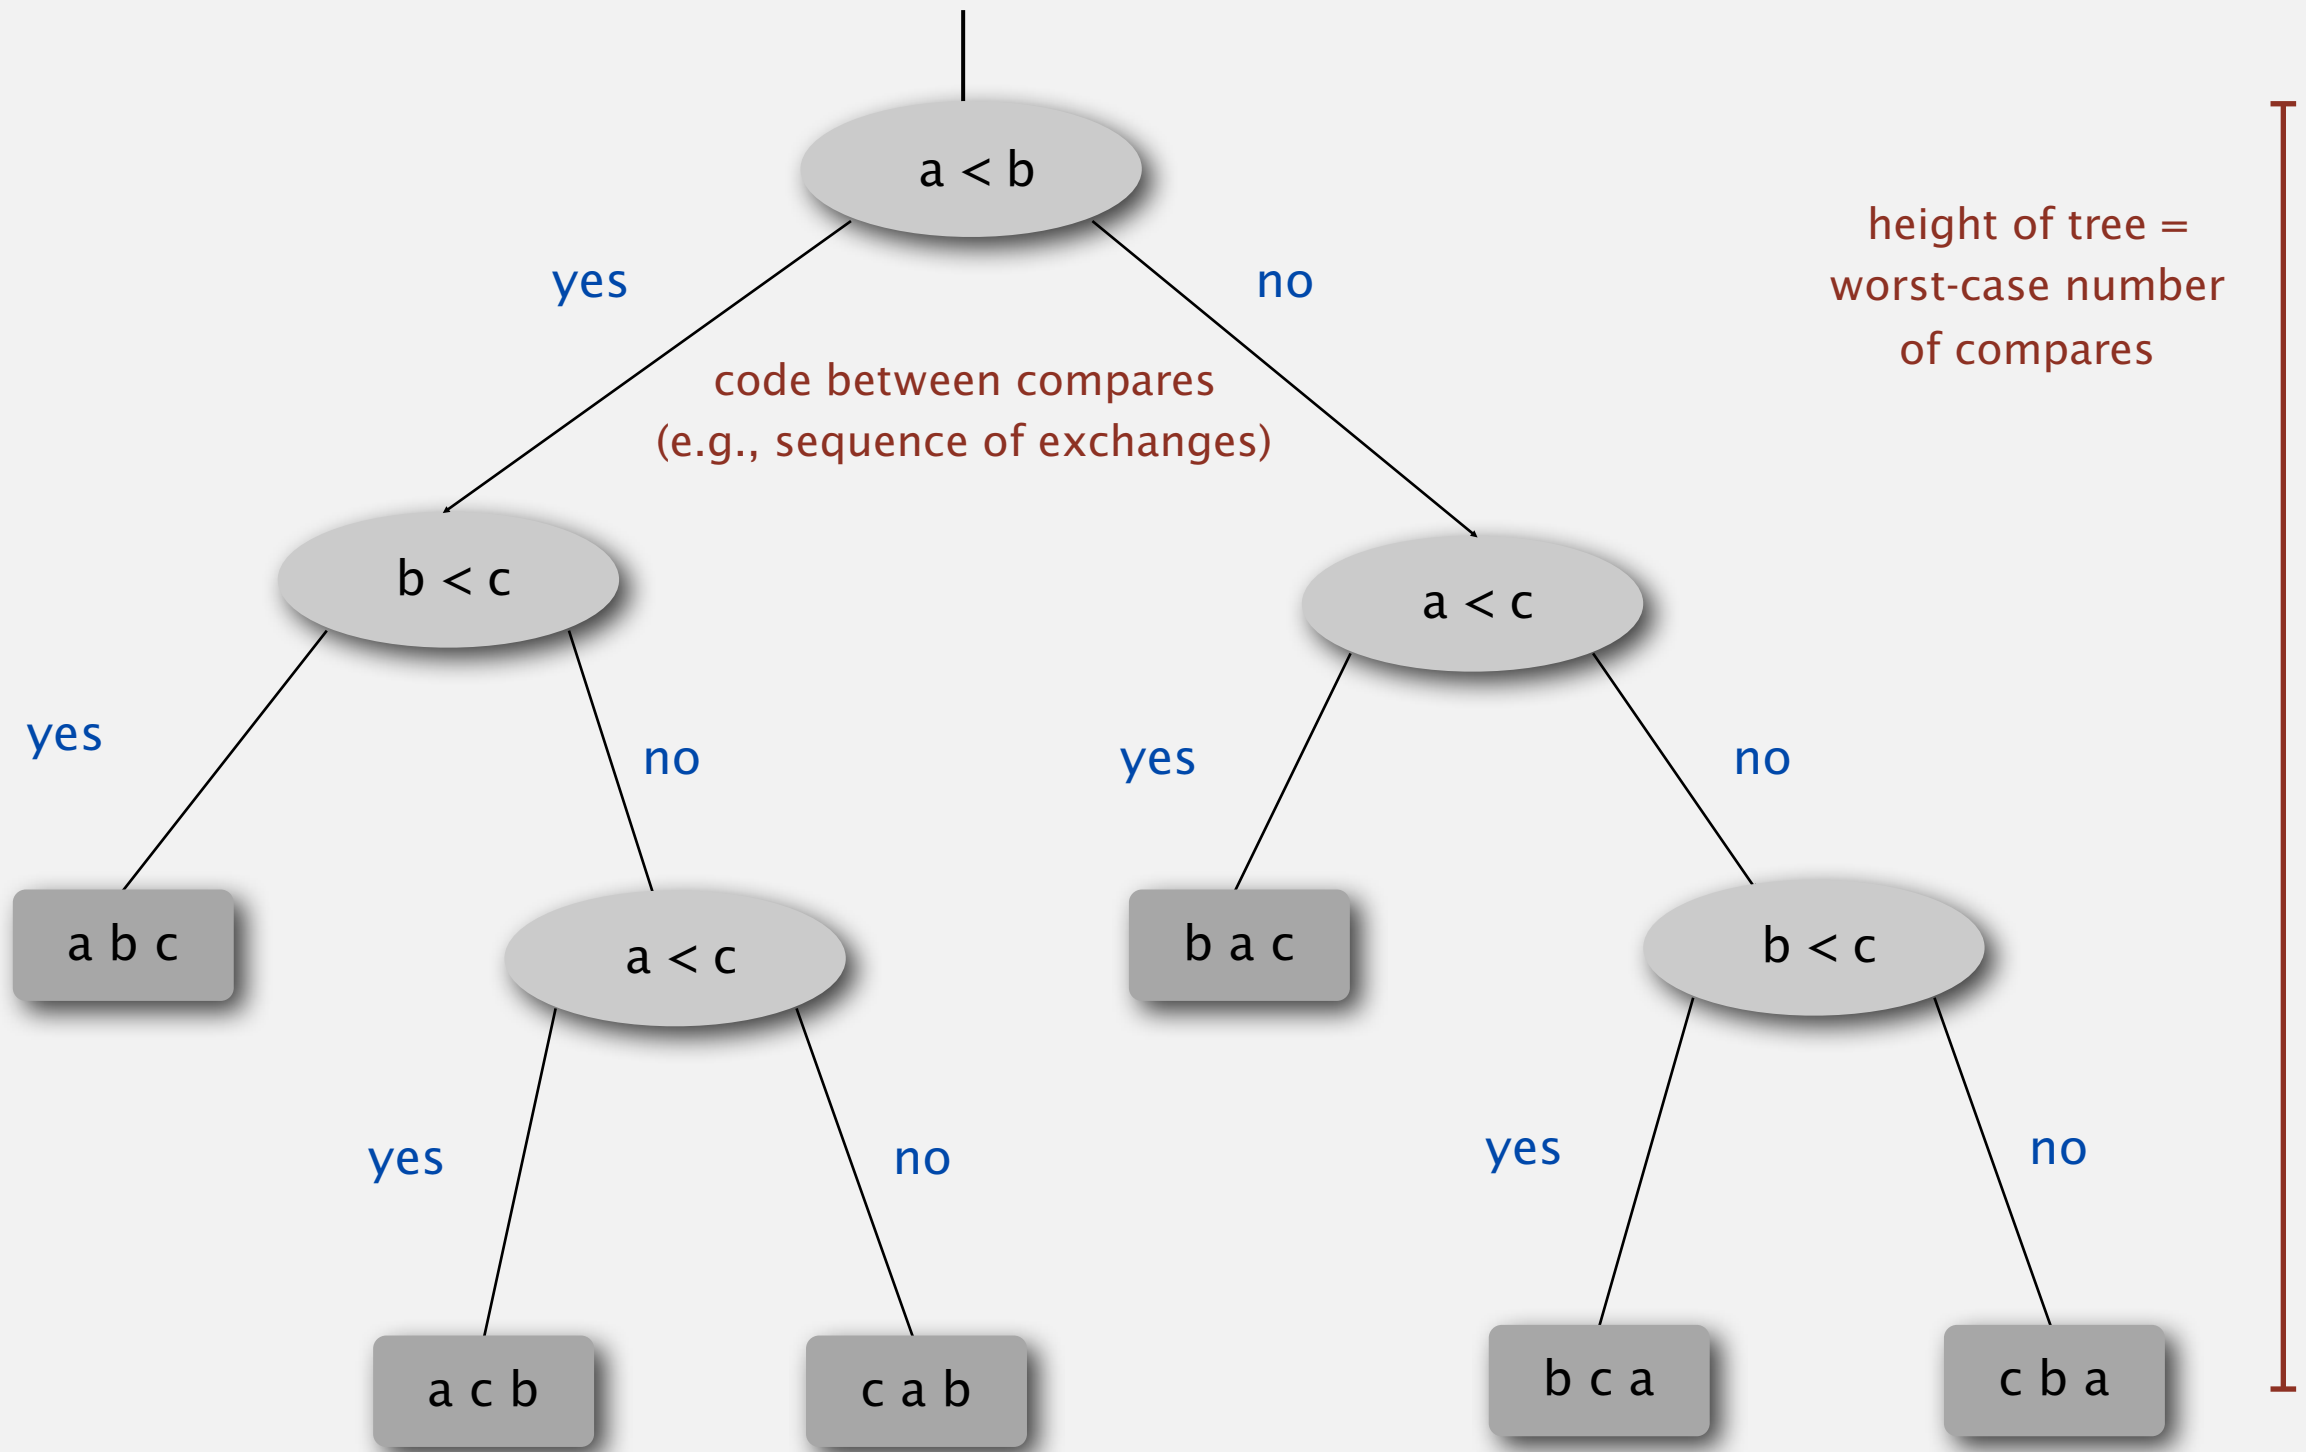 a < b
height of tree =
worst-case number
of compares
yes
no
code between compares
(e.g., sequence of exchanges)
b < c
a < c
yes
no
yes
no
a b c
a < c
b a c
b < c
yes
no
yes
no
a c b
c a b
b c a
c b a